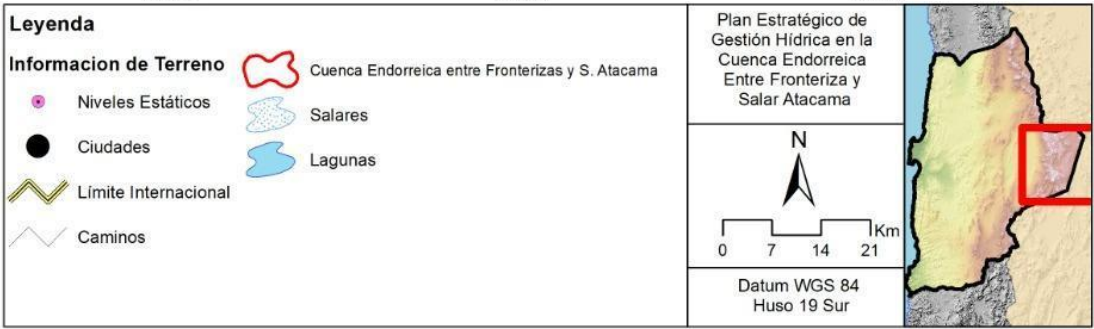 Leyenda
Informacion de Terreno
Niveles Estáticos
Ciudades
Límite Internacional
Caminos
Cuenca Endorreica entre Fronterizas y S. Atacama
Salares
Lagunas
Plan Estratégico de
Gestión Hídrica en la
Cuenca Endorreica
Entre Fronteriza y
Salar Atacama
N
Km
0 7 14 21
Datum WGS 84
Huso 19 Sur